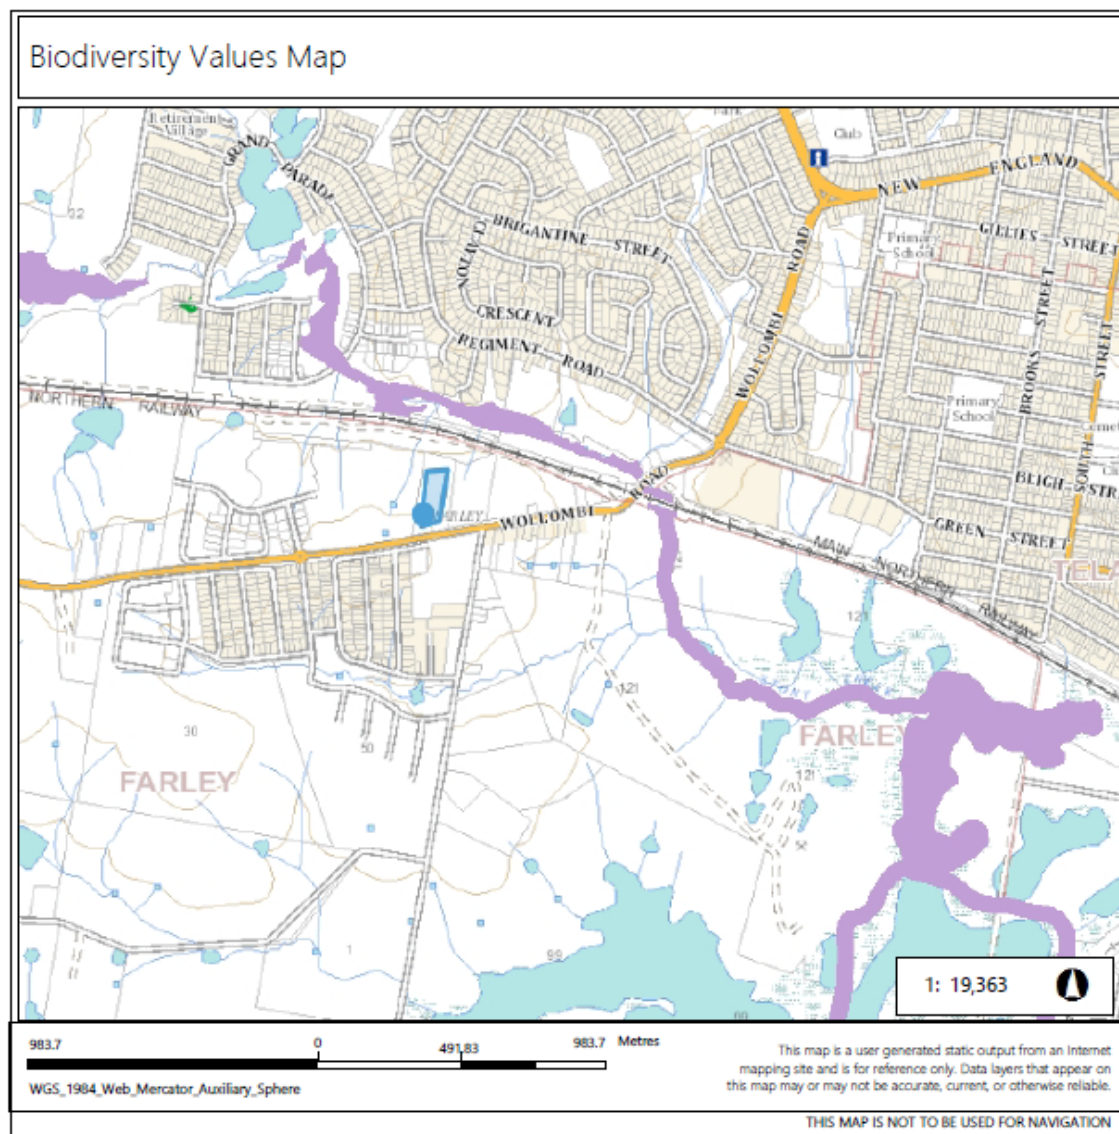 Biodiversity Values Map
Retirement
Village
GRAND
PARADE
Club
NEW ENGLAND
32
CLAYTON
BRIGANTINE STREET
ROAD
Primary
School
GILLIES STREET
CRESCENT
REGIMENT ROAD
WOLLOMBI
BROOKS STREET
STREET
NORTHERN RAILWAY
Primary
School
SOUTH
BLIGH
ROAD
WOLLOMBI
GREEN STREET
MAIN NORTHERN RAILWAY
121
121
30
50
FARLEY
FARLEY
121
1
99
1: 19,363
983.7 0 491.83 983.7 Metres
WGS_1984_Web_Mercator_Auxiliary_Sphere
This map is a user generated static output from an Internet
mapping site and is for reference only. Data layers that appear on
this map may or may not be accurate, current, or otherwise reliable.
THIS MAP IS NOT TO BE USED FOR NAVIGATION